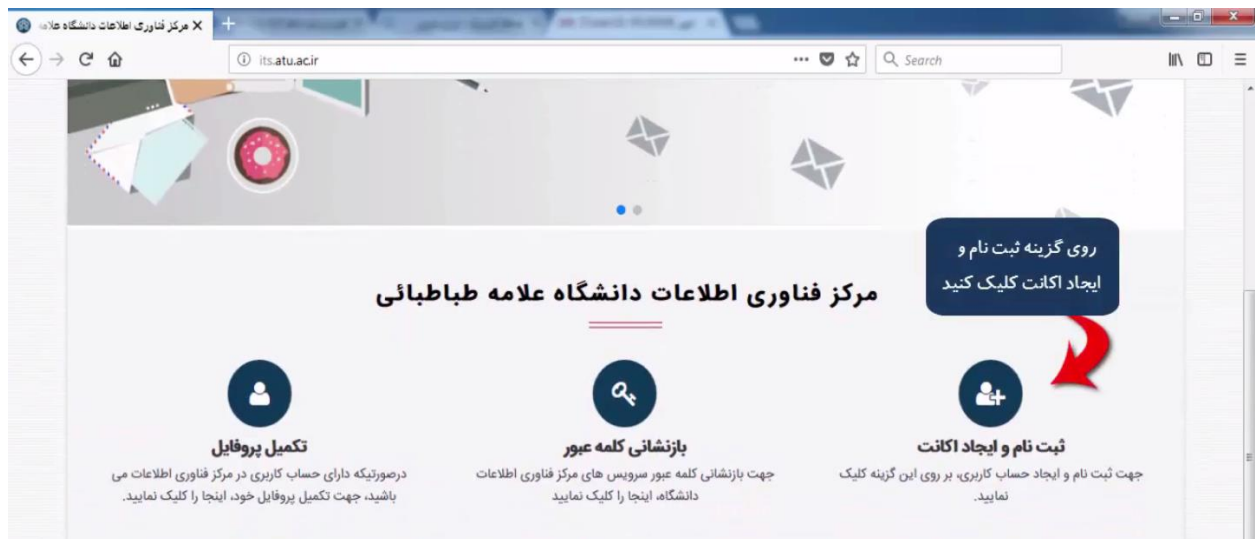 مرکز فناوری اطلاعات دانشگاه علامه
its.atu.ac.ir
Search
روی گزینه ثبت نام و
ایجاد اکانت کلیک کنید
مرکز فناوری اطلاعات دانشگاه علامه طباطبائی
ثبت نام و ایجاد اکانت
جهت ثبت نام و ایجاد حساب کاربری، بر روی این گزینه کلیک
نمایید.
بازنشانی کلمه عبور
جهت بازنشانی کلمه عبور سرویس های مرکز فناوری اطلاعات
دانشگاه، اینجا را کلیک نمایید
تکمیل پروفایل
درصورتیکه دارای حساب کاربری در مرکز فناوری اطلاعات می
باشید، جهت تکمیل پروفایل خود، اینجا را کلیک نمایید.